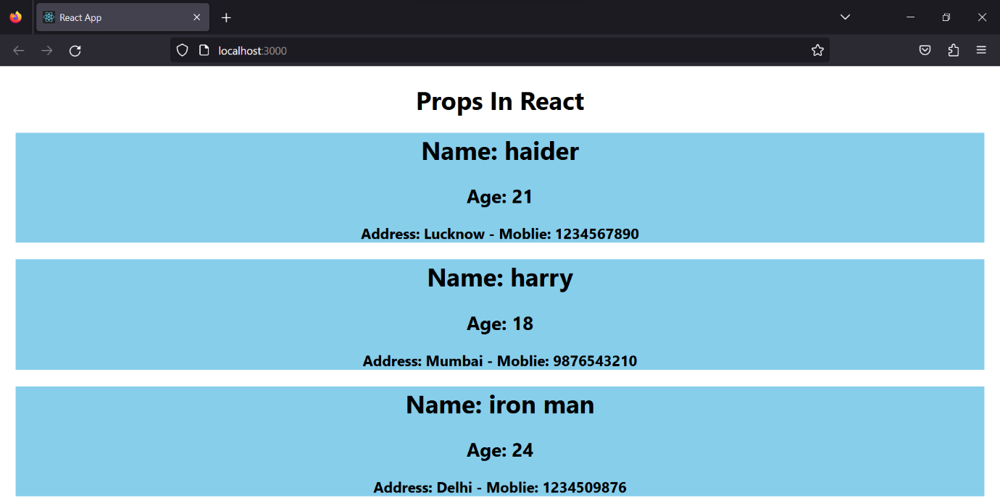 React App
localhost:3000
Props In React
Name: haider
Age: 21
Address: Lucknow - Moblie: 1234567890
Name: harry
Age: 18
Address: Mumbai - Moblie: 9876543210
Name: iron man
Age: 24
Address: Delhi - Moblie: 1234509876